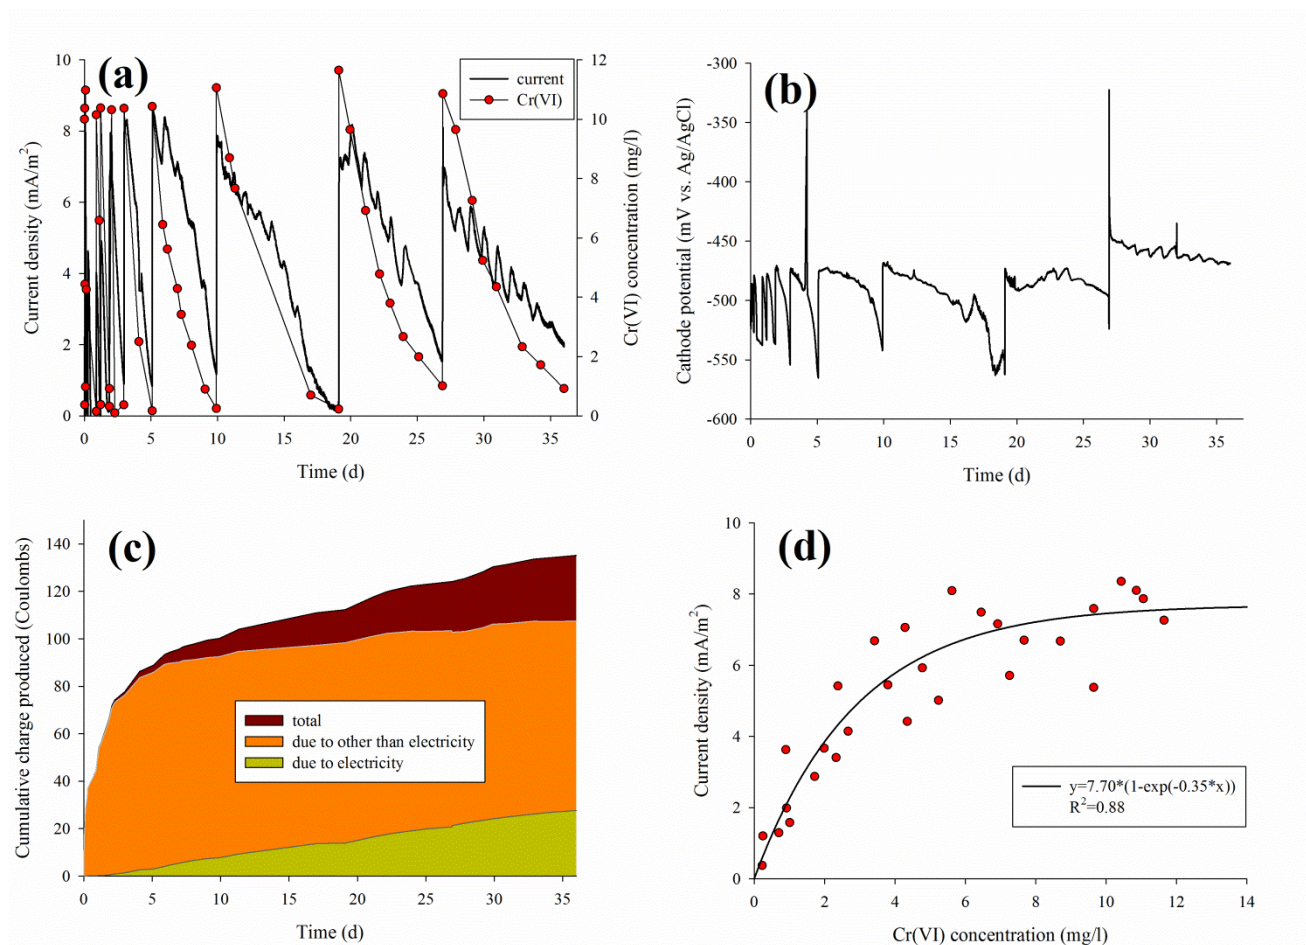 (a)
current
Cr(VI)
10
8
6
4
2
0
12
10
8
6
4
2
0
Current density (mA/m²)
Cr(VI) concentration (mg/l)
0 5 10 15 20 25 30 35
Time (d)
(b)
-300
-350
-400
-450
-500
-550
-600
Cathode potential (mV vs. Ag/AgCl)
0 5 10 15 20 25 30 35
Time (d)
(c)
140
120
100
80
60
40
20
0
Cumulative charge produced (Coulombs)
total
due to other than electricity
due to electricity
0 5 10 15 20 25 30 35
Time (d)
(d)
10
8
6
4
2
0
Current density (mA/m²)
y=7.70*(1-exp(-0.35*x))
R²=0.88
0 2 4 6 8 10 12 14
Cr(VI) concentration (mg/l)